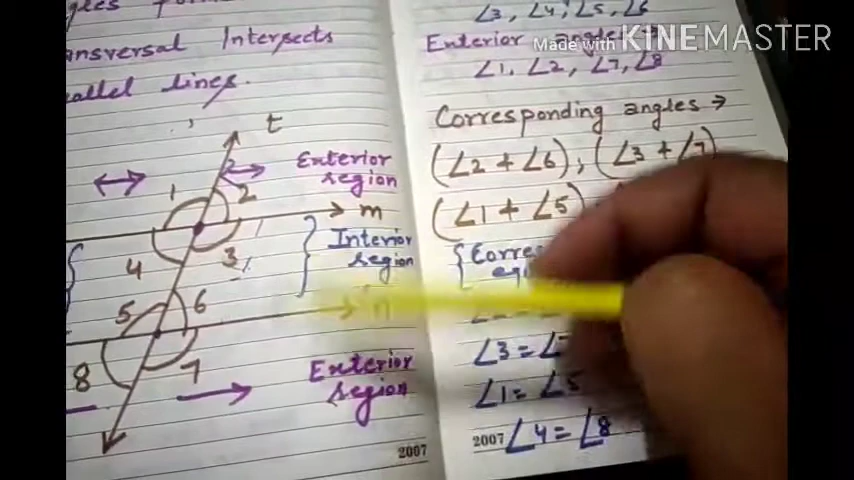 Transversal Intersects
lines.
t
Exterior
region
1
2
m
Interior
region
4
3
5
6
n
8
7
Exterior
region
2007
∠3, ∠4, ∠5, ∠6
Exterior angles
Made with KINEMASTER
∠1, ∠2, ∠7, ∠8
Corresponding angles →
(∠2 + ∠6), (∠3 + ∠7)
(∠1 + ∠5),
∠3 =
∠1 = ∠5
∠4 = ∠8
2007